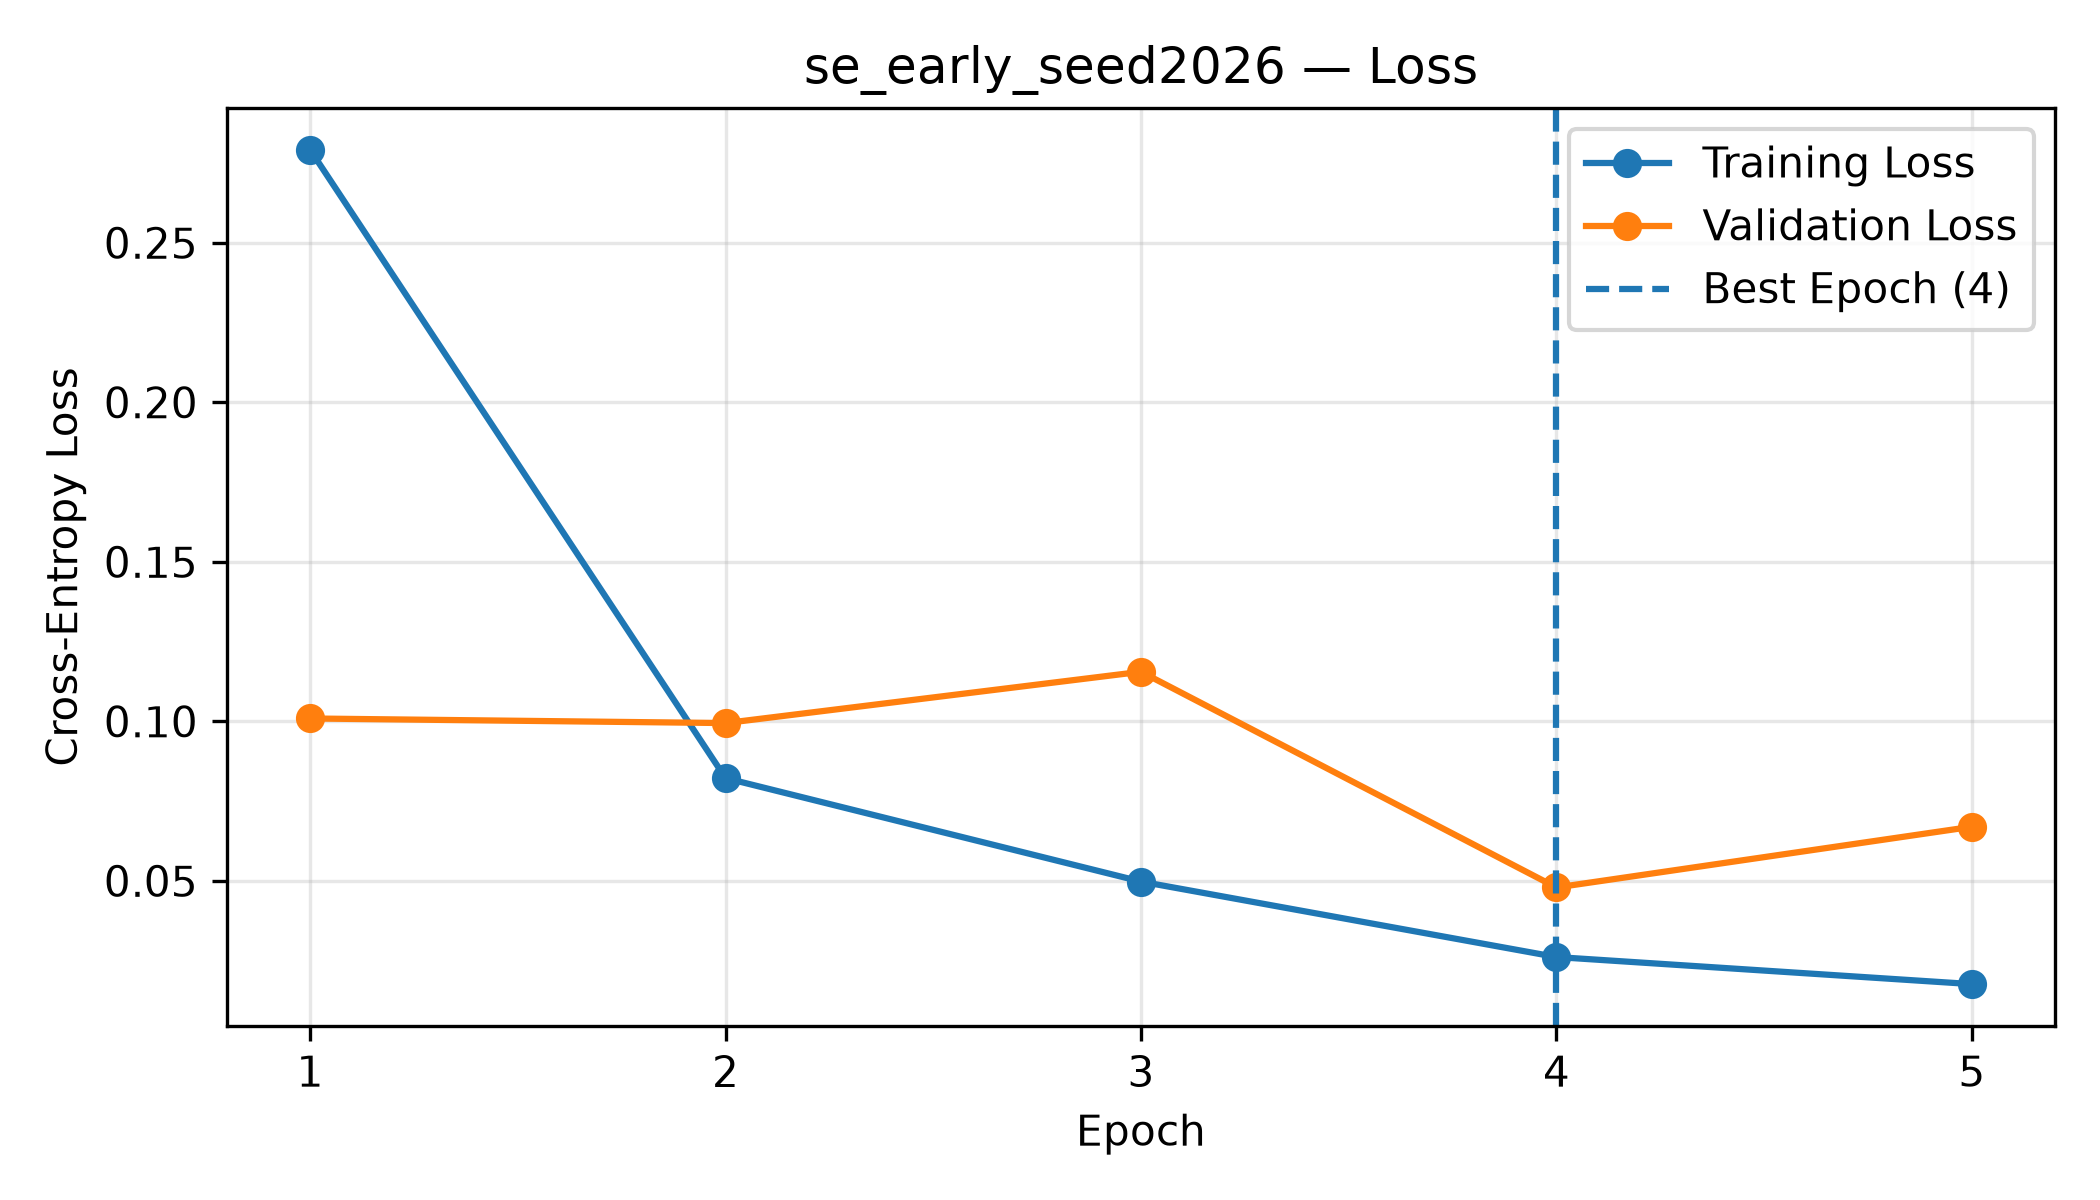 se_early_seed2026 — Loss
Training Loss
Validation Loss
Best Epoch (4)
Cross-Entropy Loss
0.25
0.20
0.15
0.10
0.05
1 2 3 4 5
Epoch